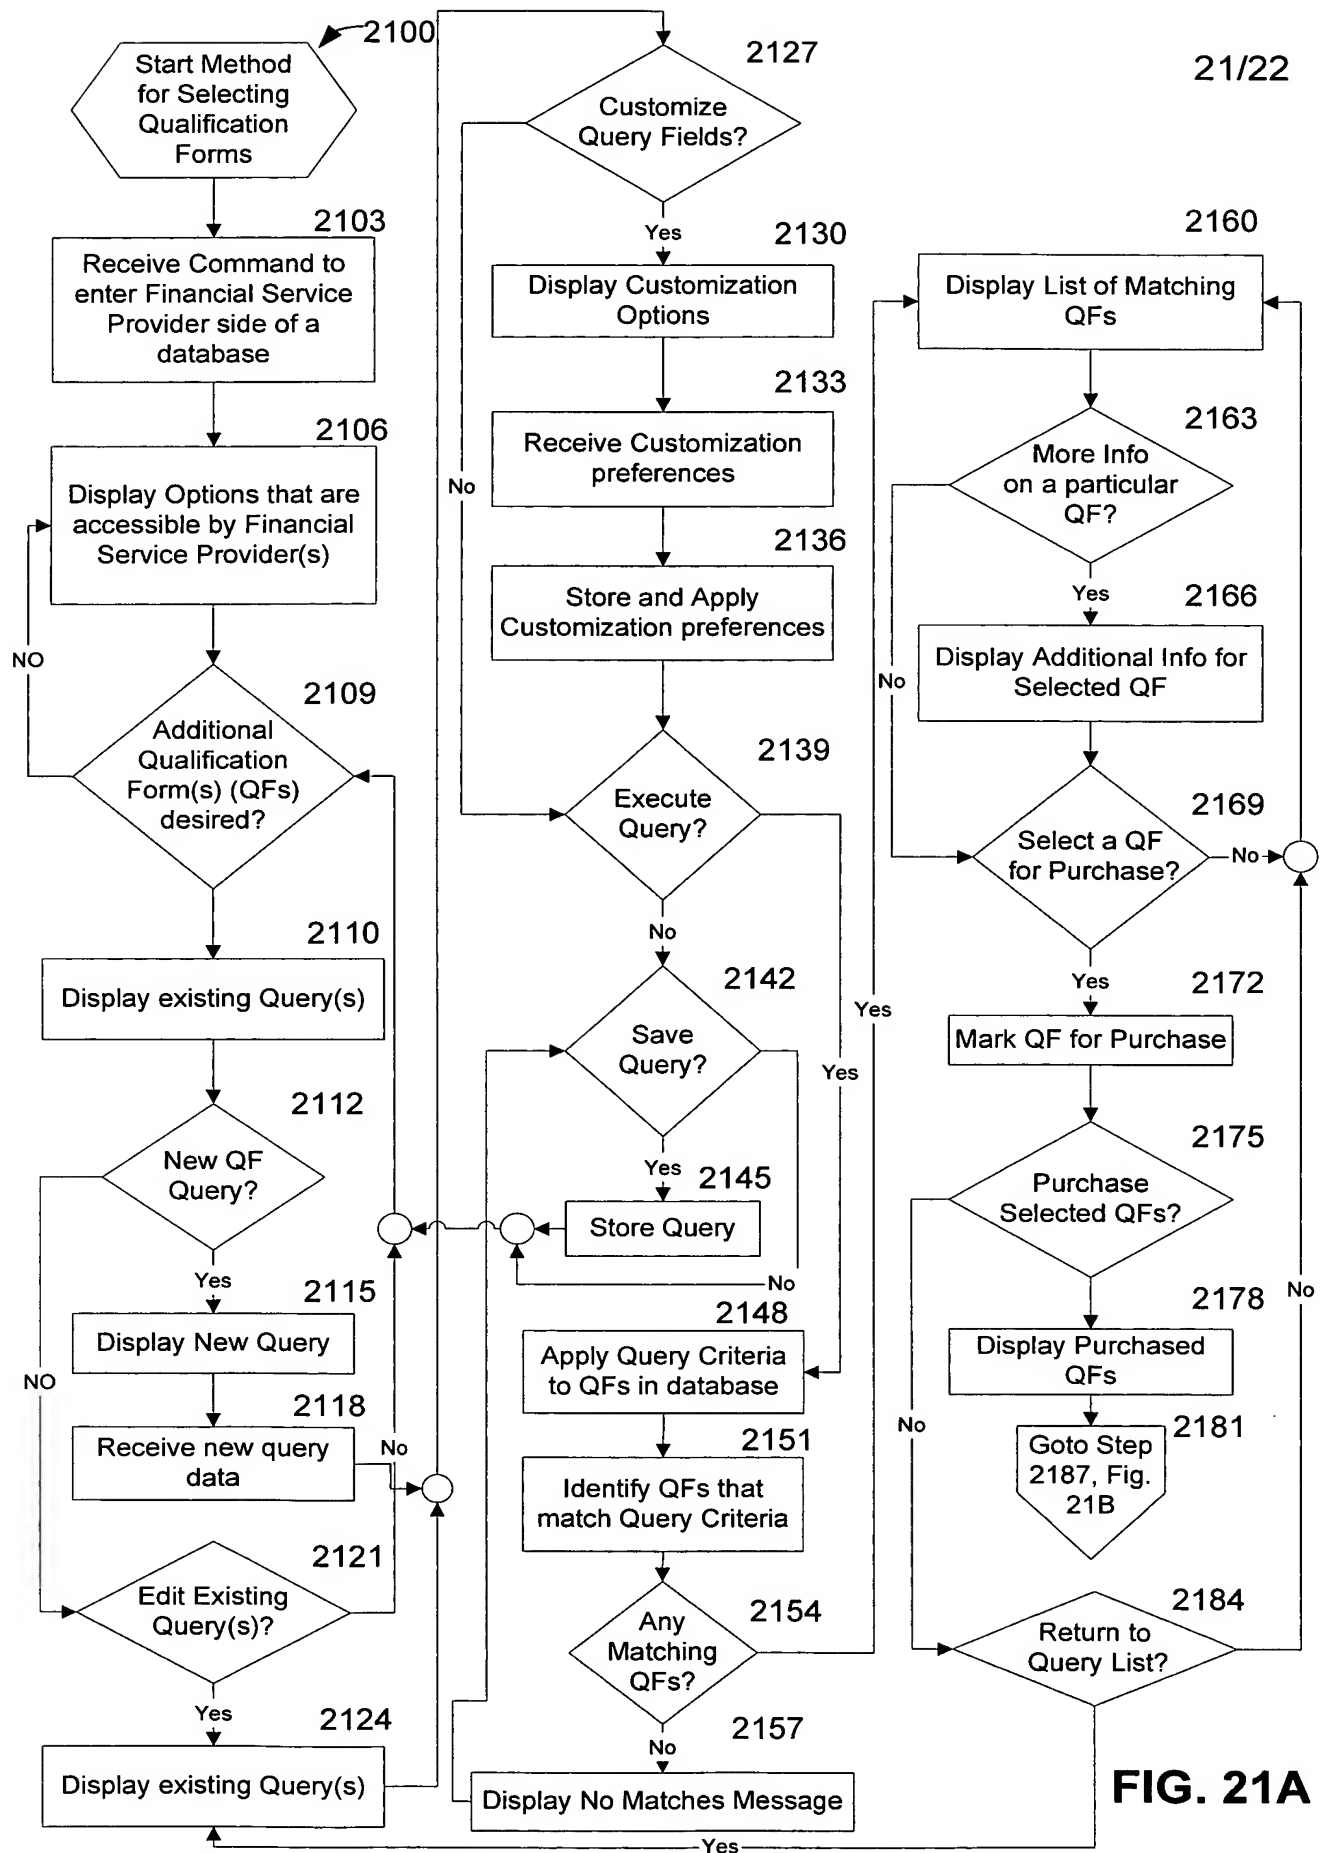 2100
Start Method
for Selecting
Qualification
Forms
2103
Receive Command to
enter Financial Service
Provider side of a
database
2106
Display Options that are
accessible by Financial
Service Provider(s)
NO
2109
Additional
Qualification
Form(s) (QFs)
desired?
2110
Display existing Query(s)
2112
New QF
Query?
Yes
2115
Display New Query
NO
2118
Receive new query
data
No
2121
Edit Existing
Query(s)?
Yes
2124
Display existing Query(s)
2127
Customize
Query Fields?
Yes
2130
Display Customization
Options
2133
Receive Customization
preferences
No
2136
Store and Apply
Customization preferences
2139
Execute
Query?
No
2142
Save
Query?
Yes
Yes
2145
Store Query
No
2148
Apply Query Criteria
to QFs in database
2151
Identify QFs that
match Query Criteria
2154
Any
Matching
QFs?
Yes
No
2157
Display No Matches Message
21/22
2160
Display List of Matching
QFs
2163
More Info
on a particular
QF?
Yes
2166
Display Additional Info for
Selected QF
No
2169
Select a QF
for Purchase?
No
Yes
2172
Mark QF for Purchase
2175
Purchase
Selected QFs?
2178
Display Purchased
QFs
No
No
2181
Goto Step
2187, Fig.
21B
2184
Return to
Query List?
Yes
FIG. 21A